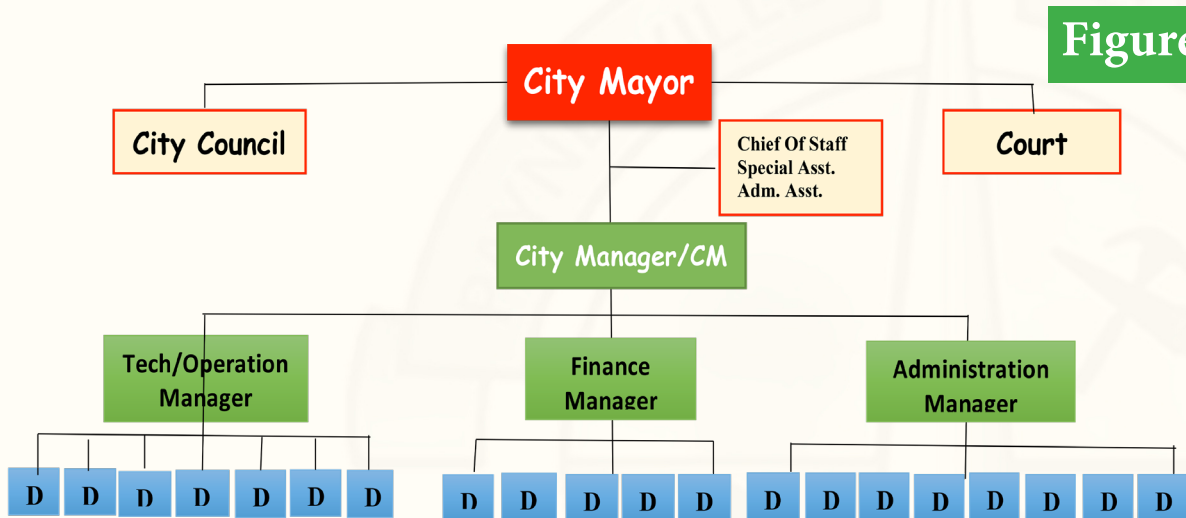 Figure
City Mayor
City Council
Court
Chief Of Staff
Special Asst.
Adm. Asst.
City Manager/CM
Tech/Operation
Manager
Finance
Manager
Administration
Manager
D D D D D D D D D D D D D D D D D D D D